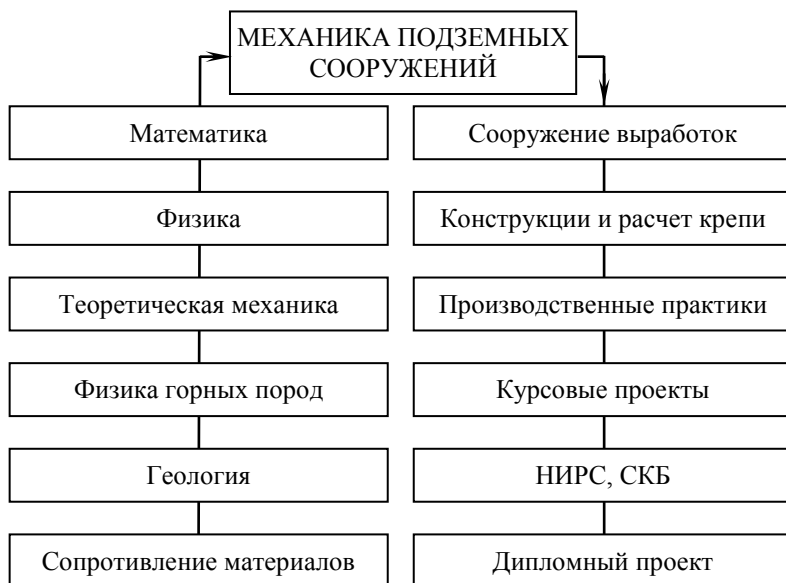 МЕХАНИКА ПОДЗЕМНЫХ
СООРУЖЕНИЙ
Математика
Физика
Теоретическая механика
Физика горных пород
Геология
Сопротивление материалов
Сооружение выработок
Конструкции и расчет крепи
Производственные практики
Курсовые проекты
НИРС, СКБ
Дипломный проект